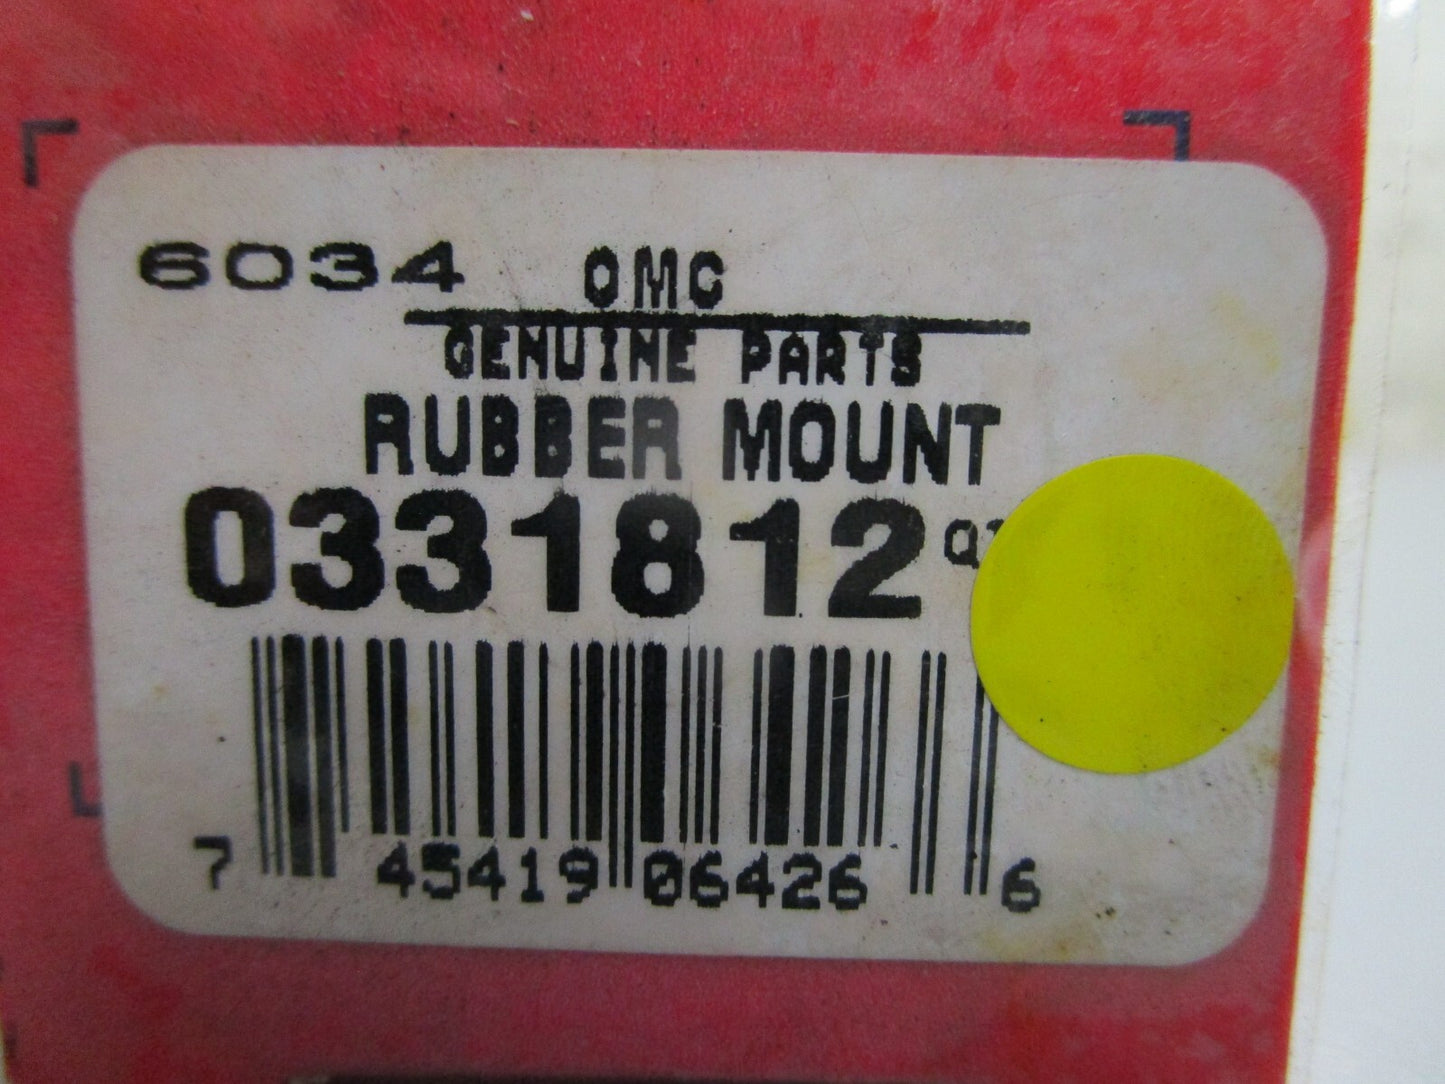 6034 OMC
GENUINE PARTS
RUBBER MOUNT
0331812
7 45419 06426 6